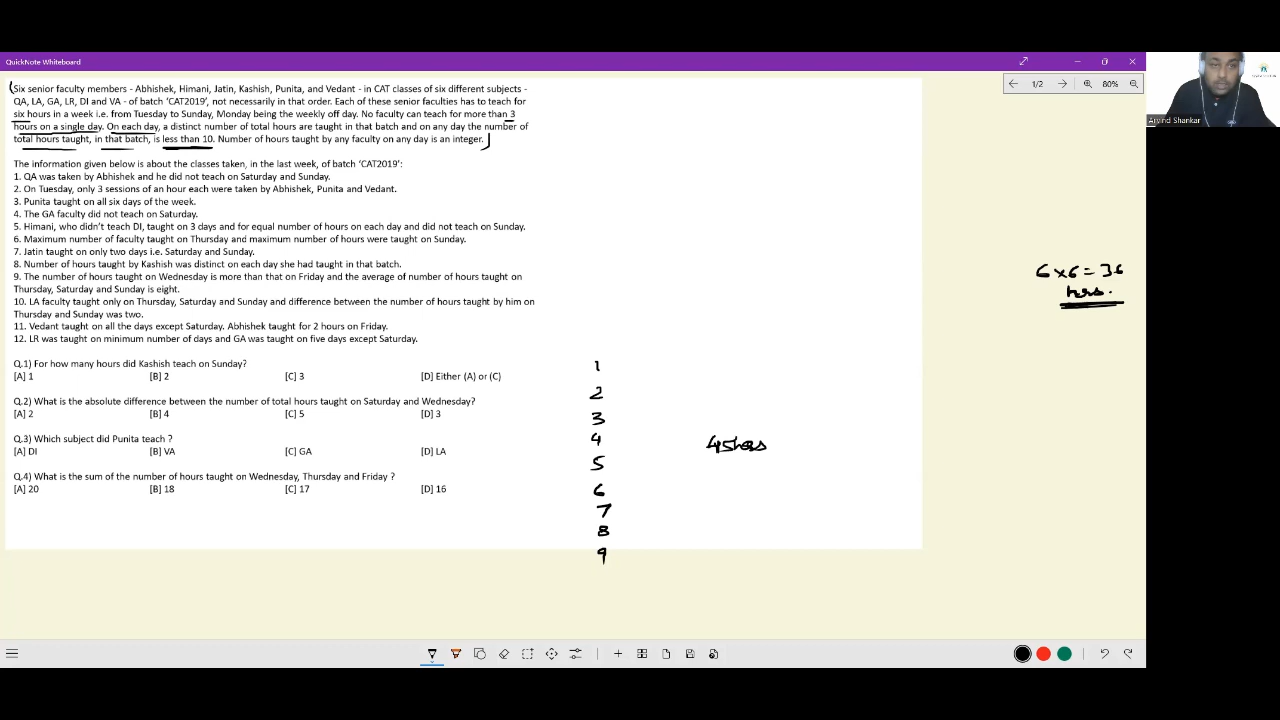 QuickNote Whiteboard
1/2
80%
Arvind Shankar
Six senior faculty members - Abhishek, Himani, Jatin, Kashish, Punita, and Vedant - in CAT classes of six different subjects -
QA, LA, GA, LR, DI and VA - of batch 'CAT2019', not necessarily in that order. Each of these senior faculties has to teach for
six hours in a week i.e. from Tuesday to Sunday, Monday being the weekly off day. No faculty can teach for more than 3
hours on a single day. On each day, a distinct number of total hours are taught in that batch and on any day the number of
total hours taught, in that batch, is less than 10. Number of hours taught by any faculty on any day is an integer.
The information given below is about the classes taken, in the last week, of batch 'CAT2019':
1. QA was taken by Abhishek and he did not teach on Saturday and Sunday.
2. On Tuesday, only 3 sessions of an hour each were taken by Abhishek, Punita and Vedant.
3. Punita taught on all six days of the week.
4. The GA faculty did not teach on Saturday.
5. Himani, who didn't teach DI, taught on 3 days and for equal number of hours on each day and did not teach on Sunday.
6. Maximum number of faculty taught on Thursday and maximum number of hours were taught on Sunday.
7. Jatin taught on only two days i.e. Saturday and Sunday.
8. Number of hours taught by Kashish was distinct on each day she had taught in that batch.
9. The number of hours taught on Wednesday is more than that on Friday and the average of number of hours taught on
Thursday, Saturday and Sunday is eight.
10. LA faculty taught only on Thursday, Saturday and Sunday and difference between the number of hours taught by him on
Thursday and Sunday was two.
11. Vedant taught on all the days except Saturday. Abhishek taught for 2 hours on Friday.
12. LR was taught on minimum number of days and GA was taught on five days except Saturday.
Q.1) For how many hours did Kashish teach on Sunday?
[A] 1 [B] 2 [C] 3 [D] Either (A) or (C)
Q.2) What is the absolute difference between the number of total hours taught on Saturday and Wednesday?
[A] 2 [B] 4 [C] 5 [D] 3
Q.3) Which subject did Punita teach ?
[A] DI [B] VA [C] GA [D] LA
Q.4) What is the sum of the number of hours taught on Wednesday, Thursday and Friday ?
[A] 20 [B] 18 [C] 17 [D] 16
6 x 6 = 36
hrs.
1
2
3
4
5
6
7
8
9
45hrs